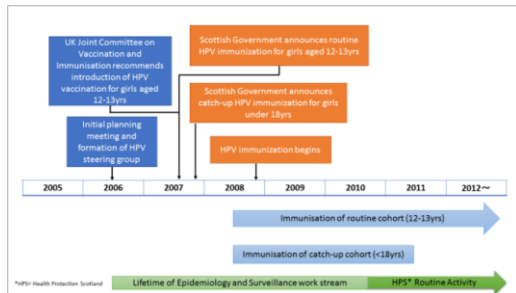 UK Joint Committee on
Vaccination and
Immunisation recommends
introduction of HPV
vaccination for girls aged
12-13yrs
Scottish Government announces routine
HPV immunization for girls aged 12-13yrs
Scottish Government announces
catch-up HPV immunization for girls
under 18yrs
Initial planning
meeting and
formation of HPV
steering group
HPV immunization begins
2005 2006 2007 2008 2009 2010 2011 2012～
Immunisation of routine cohort (12-13yrs)
Immunisation of catch-up cohort (<18yrs)
*HPS= Health Protection Scotland
Lifetime of Epidemiology and Surveillance work stream
HPS* Routine Activity